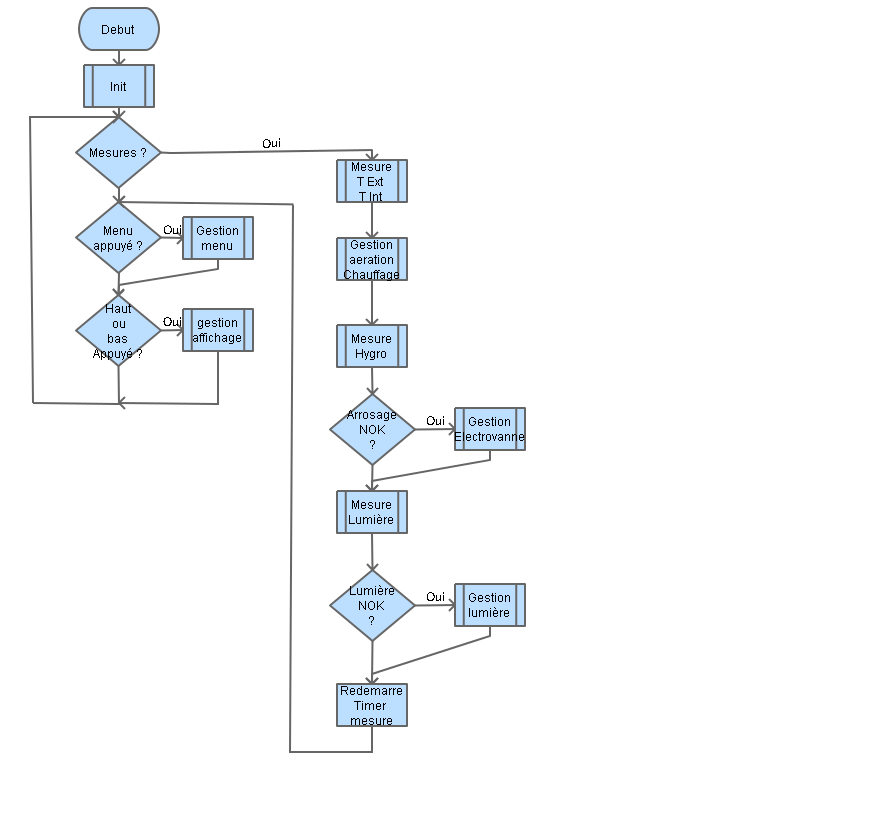 Debut
Init
Mesures ?
Oui
Mesure
T Ext
T Int
Menu
appuyé ?
Oui
Gestion
menu
Gestion
aeration
Chauffage
Haut
ou
bas
Appuyé ?
Oui
gestion
affichage
Mesure
Hygro
Arrosage
NOK
?
Oui
Gestion
Electrovanne
Mesure
Lumière
Lumière
NOK
?
Oui
Gestion
lumière
Redemarre
Timer
mesure